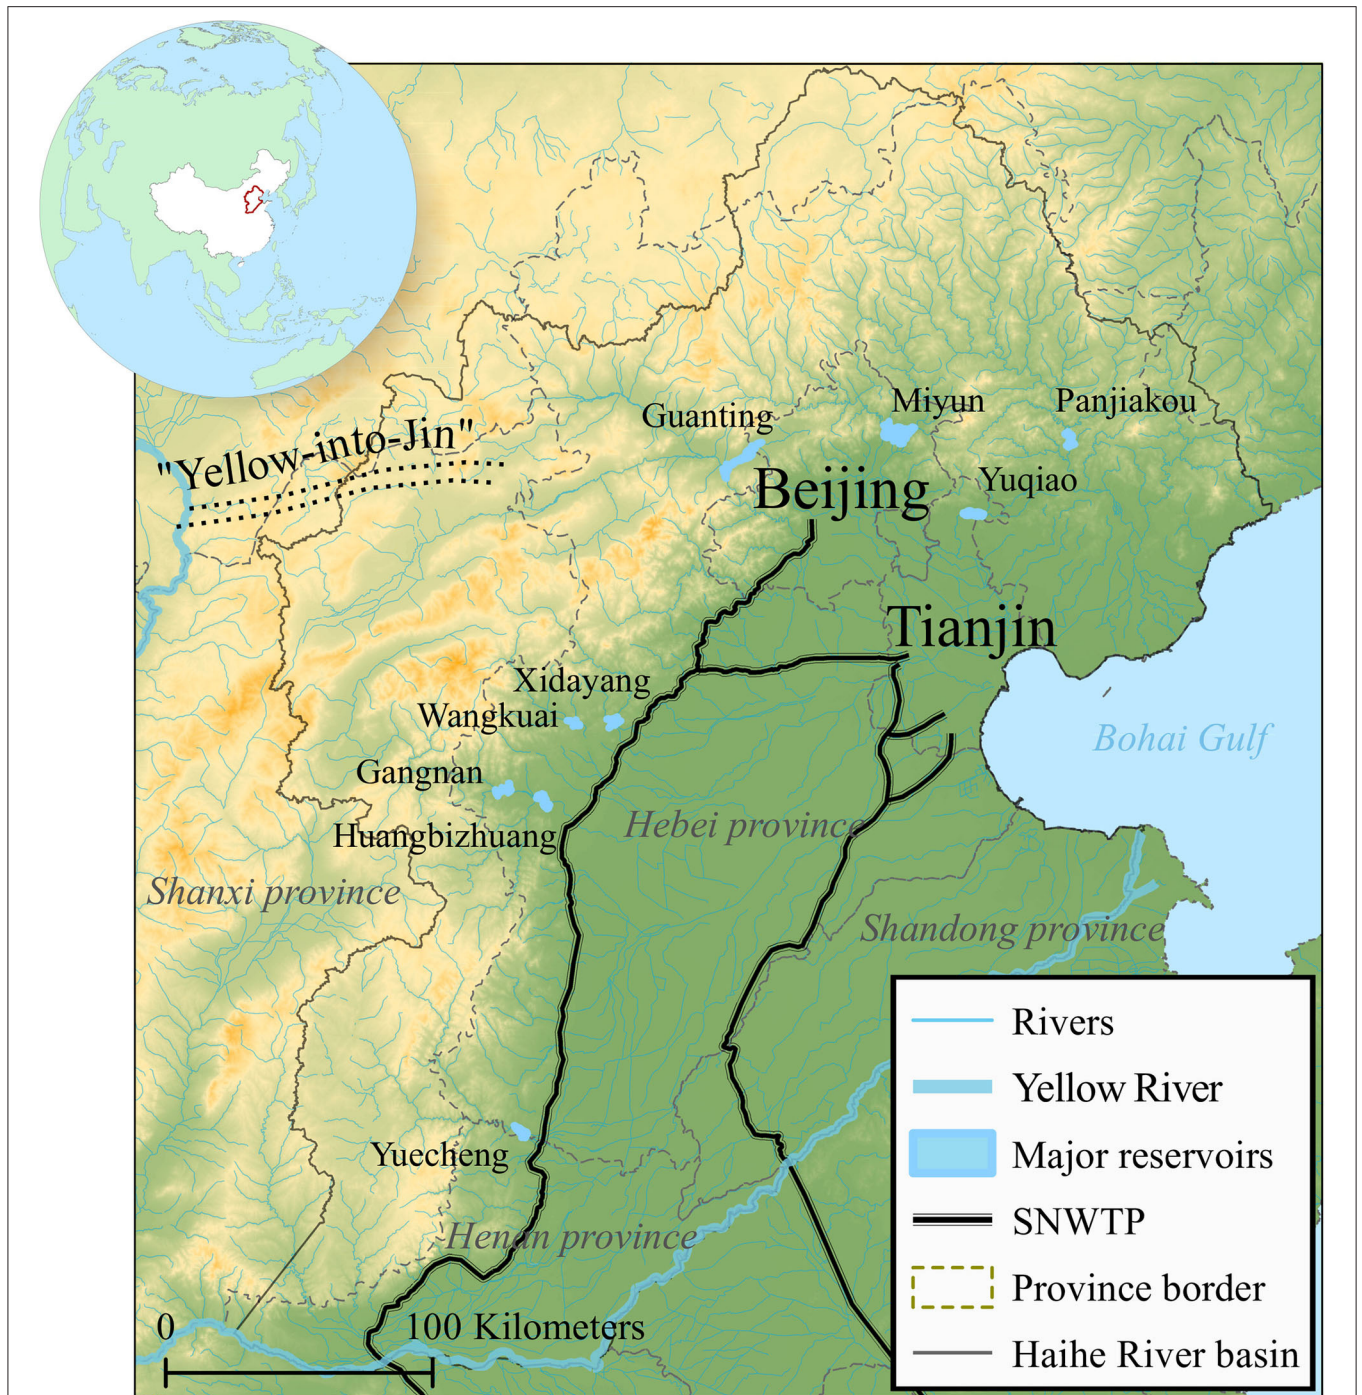 Guanting
Miyun
Panjiakou
"Yellow-into-Jin"
Beijing
Yuqiao
Tianjin
Xidayang
Wangkuai
Bohai Gulf
Gangnan
Hebei province
Huangbizhuang
Shanxi province
Shandong province
Rivers
Yellow River
Major reservoirs
Yuecheng
SNWTP
Henan province
Province border
0
100 Kilometers
Haihe River basin